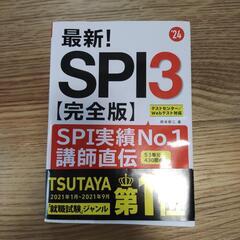 最新! '24
SPI3
【完全版】
テストセンター/
Webテスト対応
SPI実績No.1
講師直伝
TSUTAYA
2021年1月~2021年9月
"就職試験"ジャンル
第1位